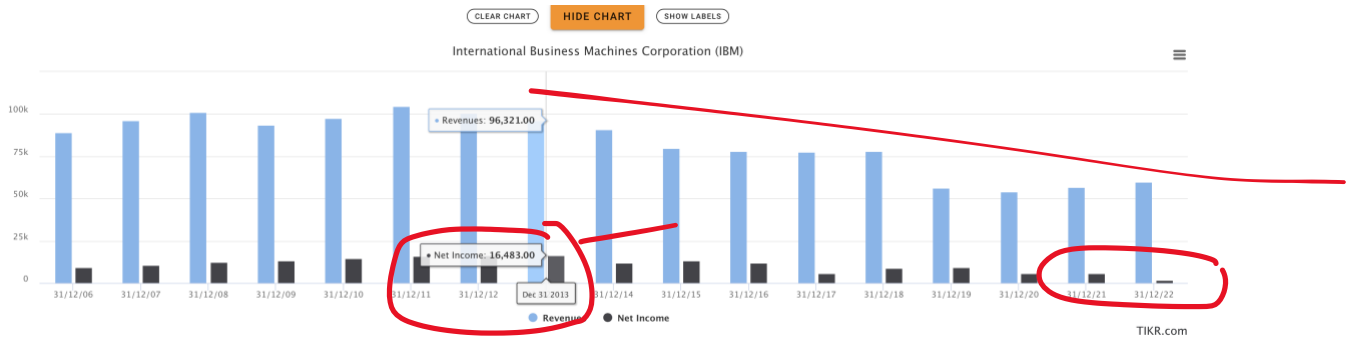 CLEAR CHART HIDE CHART SHOW LABELS
International Business Machines Corporation (IBM)
100k
75k
50k
25k
0
Revenues: 96,321.00
Net Income: 16,483.00
Dec 31 2013
31/12/06 31/12/07 31/12/08 31/12/09 31/12/10 31/12/11 31/12/12 31/12/14 31/12/15 31/12/16 31/12/17 31/12/18 31/12/19 31/12/20 31/12/21 31/12/22
Revenues Net Income
TIKR.com